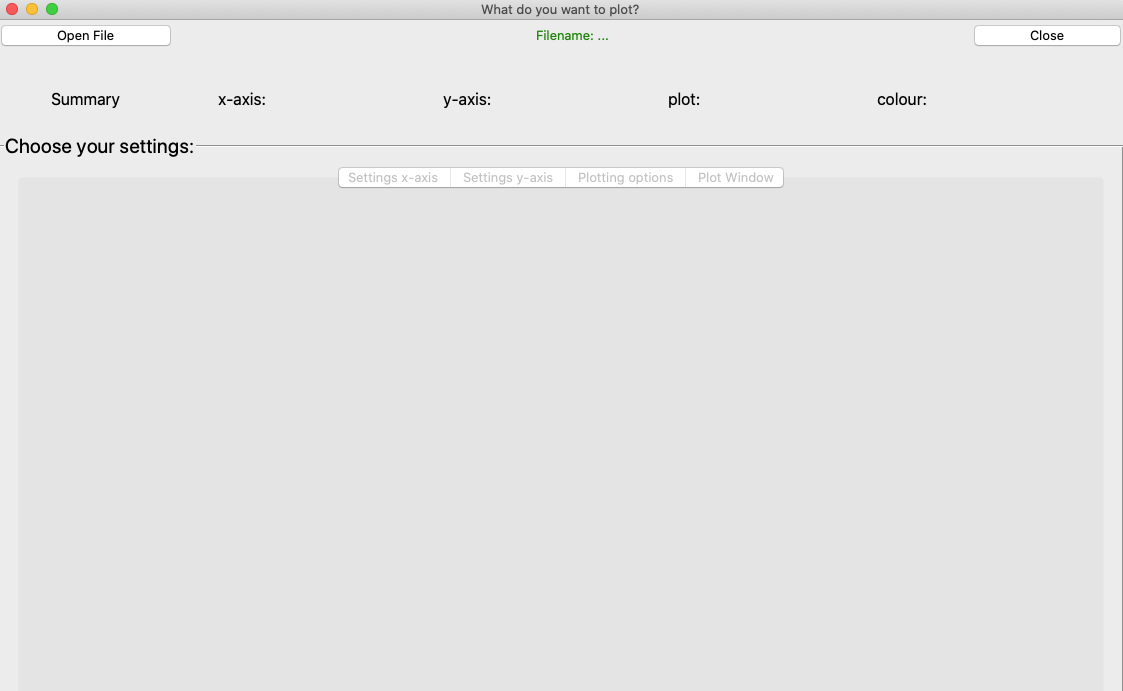 What do you want to plot?
Open File Filename: ... Close
Summary x-axis: y-axis: plot: colour:
Choose your settings:
Settings x-axis Settings y-axis Plotting options Plot Window